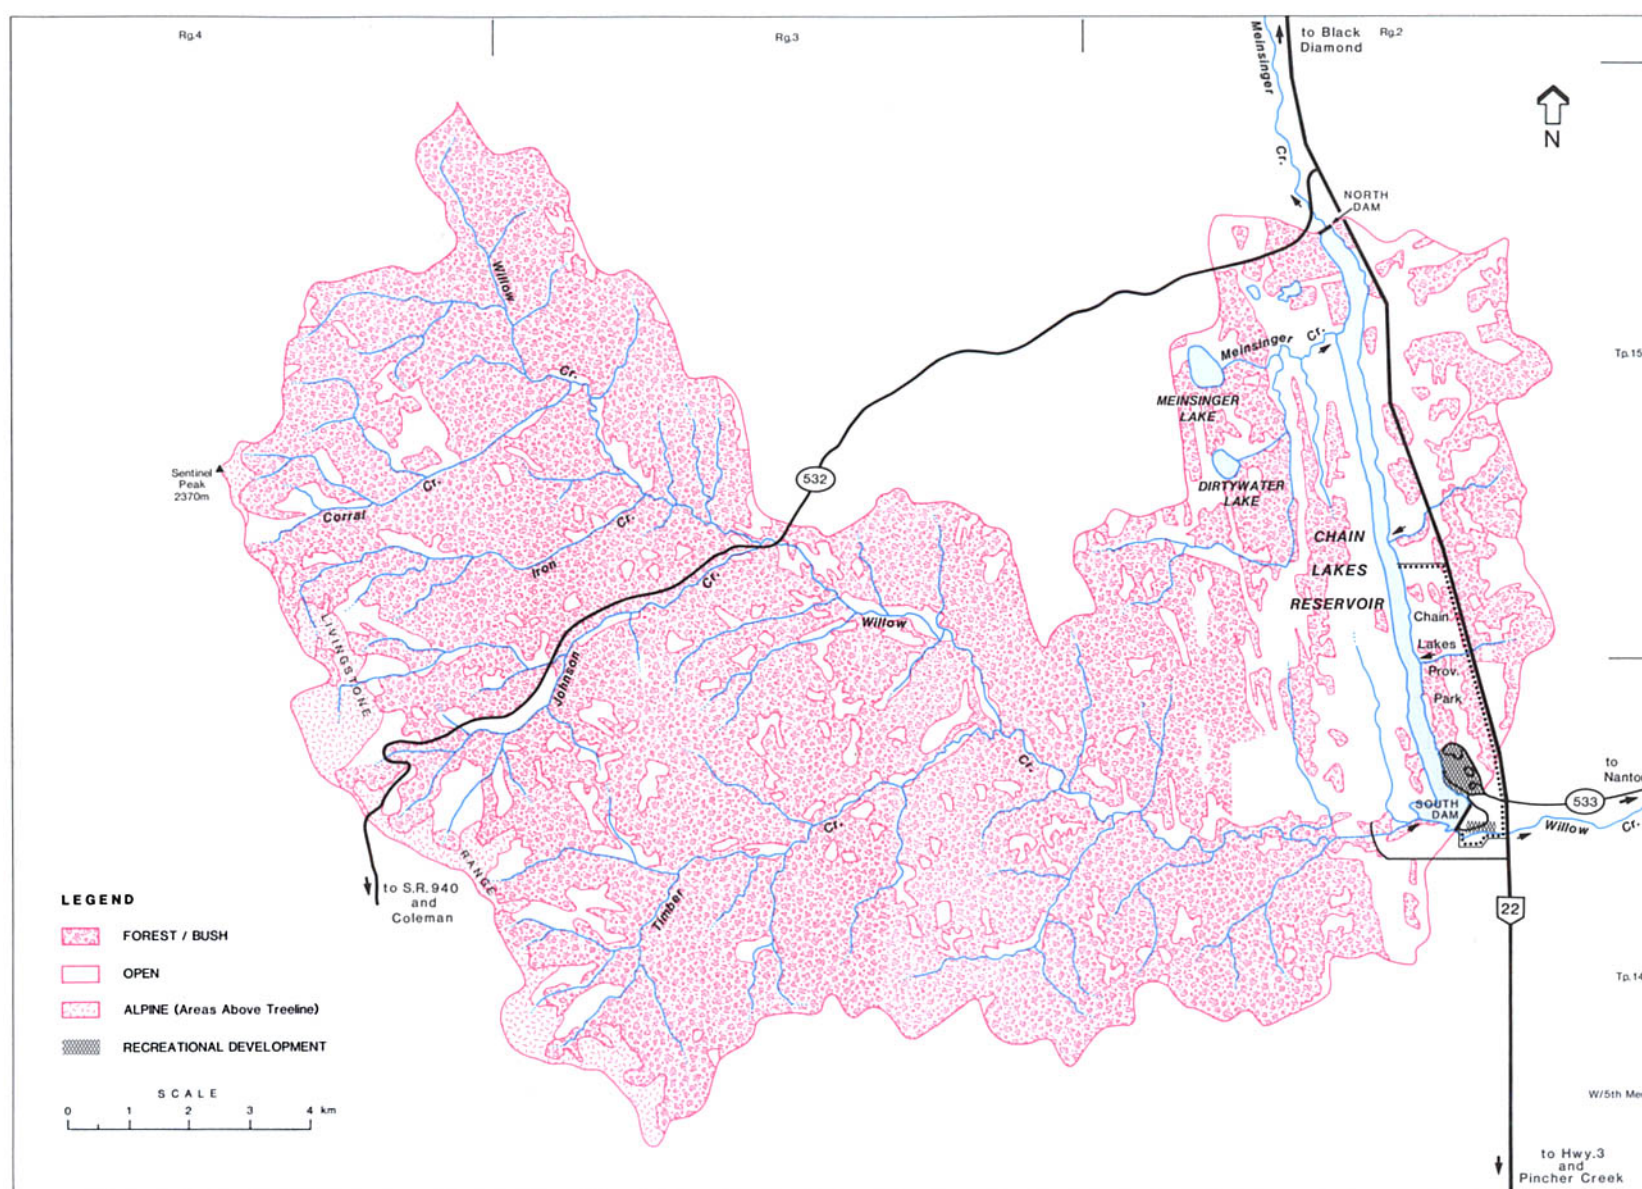 Rg.4
Rg.3
Rg.2
to Black
Diamond
Meinsinger
Cr.
N
NORTH
DAM
Willow
Cr.
Meinsinger
Cr.
Tp.15
MEINSINGER
LAKE
Sentinel
Peak
2370m
Corral
Cr.
532
DIRTYWATER
LAKE
Iron
Cr.
CHAIN
LAKES
RESERVOIR
Cr.
Johnson
Willow
Chain
Lakes
Prov.
Park
LIVINGSTONE
RANGE
Cr.
Cr.
to
SOUTH
DAM
533
Willow
Cr.
Timber
to S.R. 940
and
Coleman
22
LEGEND
FOREST / BUSH
OPEN
ALPINE (Areas Above Treeline)
RECREATIONAL DEVELOPMENT
Tp.14
SCALE
0 1 2 3 4 km
to Hwy.3
and
Pincher Creek